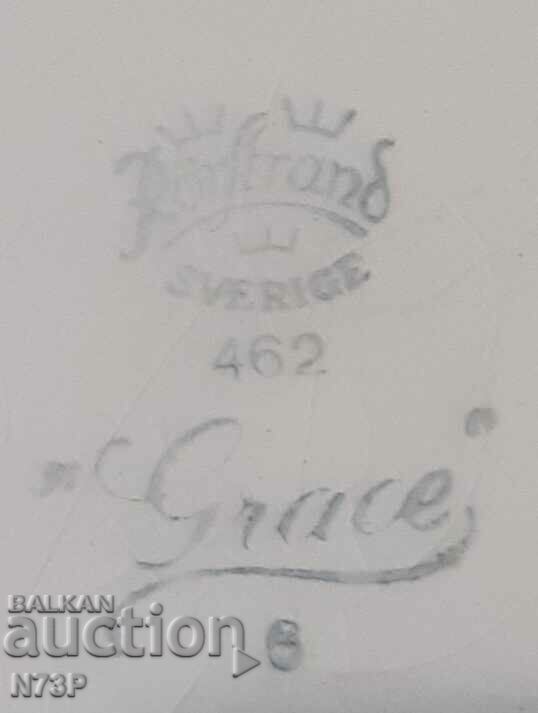 Rörstrand
SVERIGE
462
"Grace"
BALKAN
auction
N73P